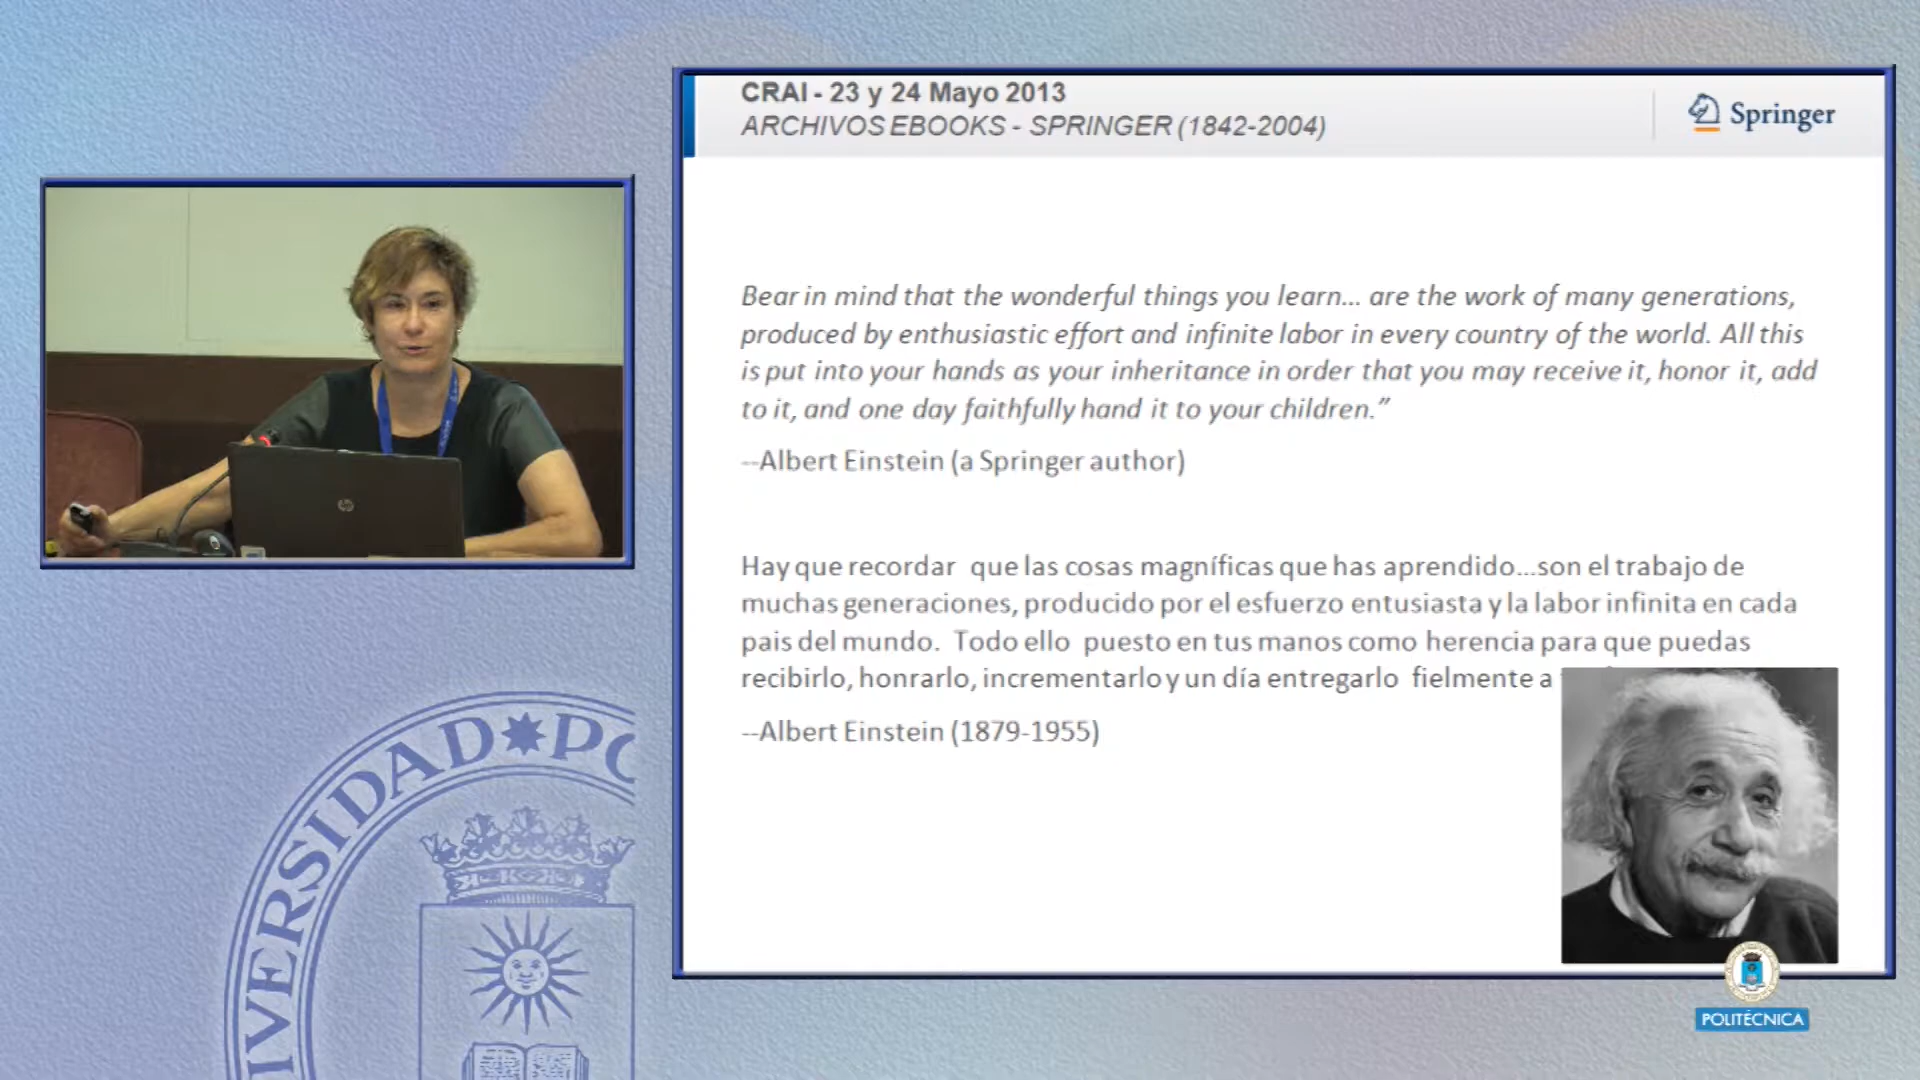 CRAI - 23 y 24 Mayo 2013
ARCHIVOS EBOOKS - SPRINGER (1842-2004)
Springer
Bear in mind that the wonderful things you learn... are the work of many generations,
produced by enthusiastic effort and infinite labor in every country of the world. All this
is put into your hands as your inheritance in order that you may receive it, honor it, add
to it, and one day faithfully hand it to your children.”
--Albert Einstein (a Springer author)
Hay que recordar que las cosas magníficas que has aprendido...son el trabajo de
muchas generaciones, producido por el esfuerzo entusiasta y la labor infinita en cada
pais del mundo. Todo ello puesto en tus manos como herencia para que puedas
recibirlo, honrarlo, incrementarlo y un día entregarlo fielmente a
--Albert Einstein (1879-1955)
IVERSIDAD PO
hp
POLITÉCNICA